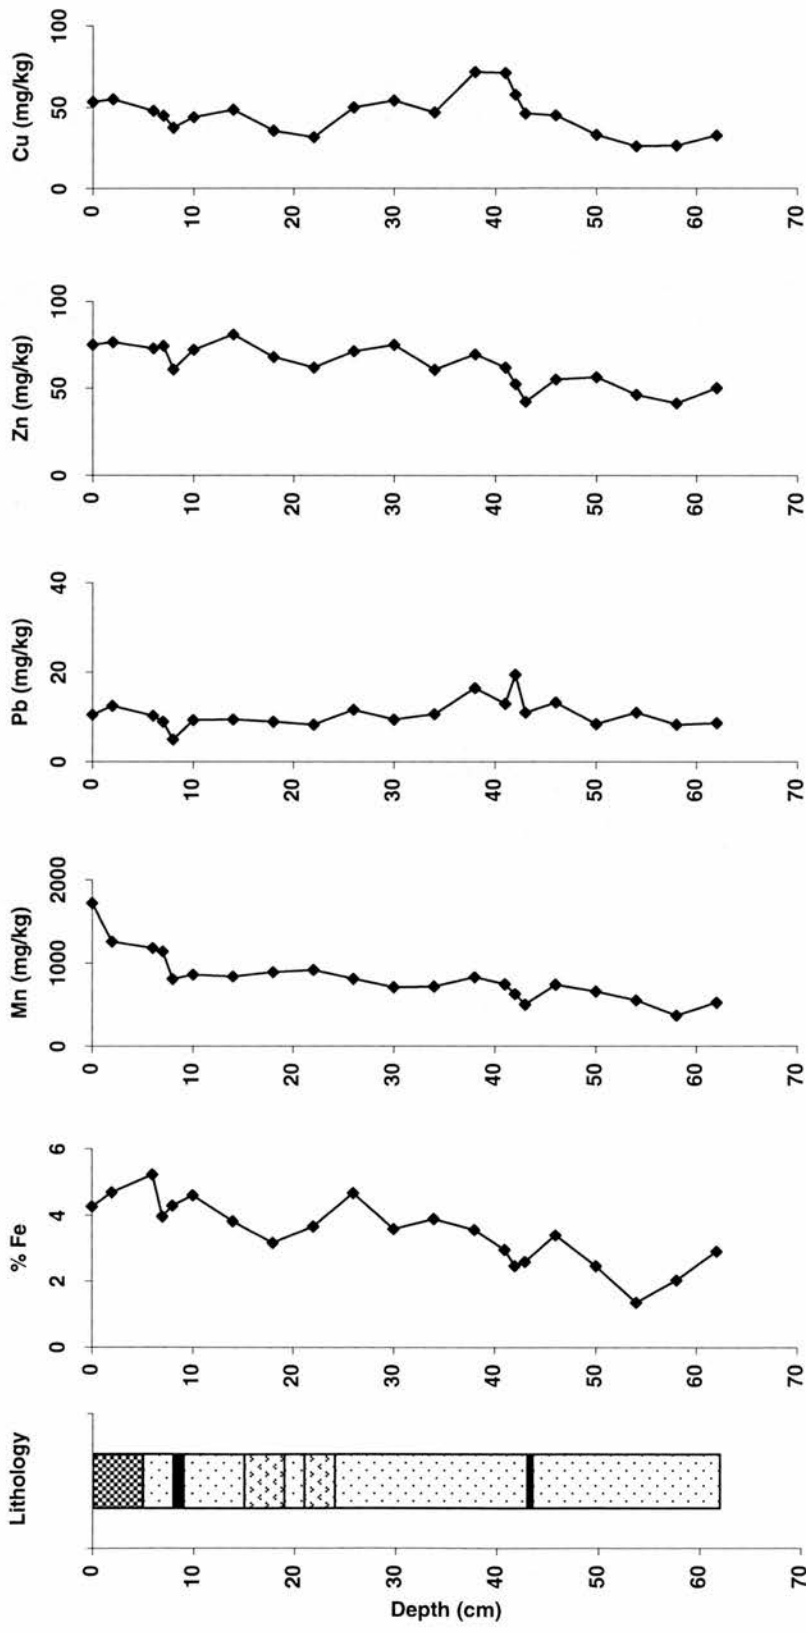 Lithology
% Fe
Mn (mg/kg)
Pb (mg/kg)
Zn (mg/kg)
Cu (mg/kg)
0 2 4 6
0 1000 2000
0 20 40
0 50 100
0 50 100
Depth (cm)
0 10 20 30 40 50 60 70
0 10 20 30 40 50 60 70
0 10 20 30 40 50 60 70
0 10 20 30 40 50 60 70
0 10 20 30 40 50 60 70
0 10 20 30 40 50 60 70